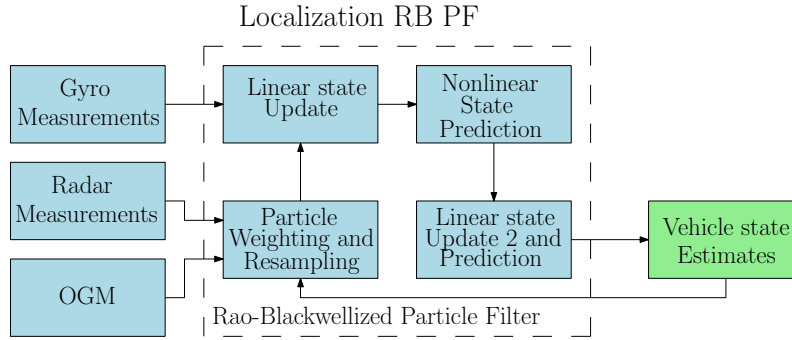 Localization RB PF
Gyro
Measurements
Linear state
Update
Nonlinear
State
Prediction
Radar
Measurements
Particle
Weighting and
Resampling
Linear state
Update 2 and
Prediction
Vehicle state
Estimates
OGM
Rao-Blackwellized Particle Filter